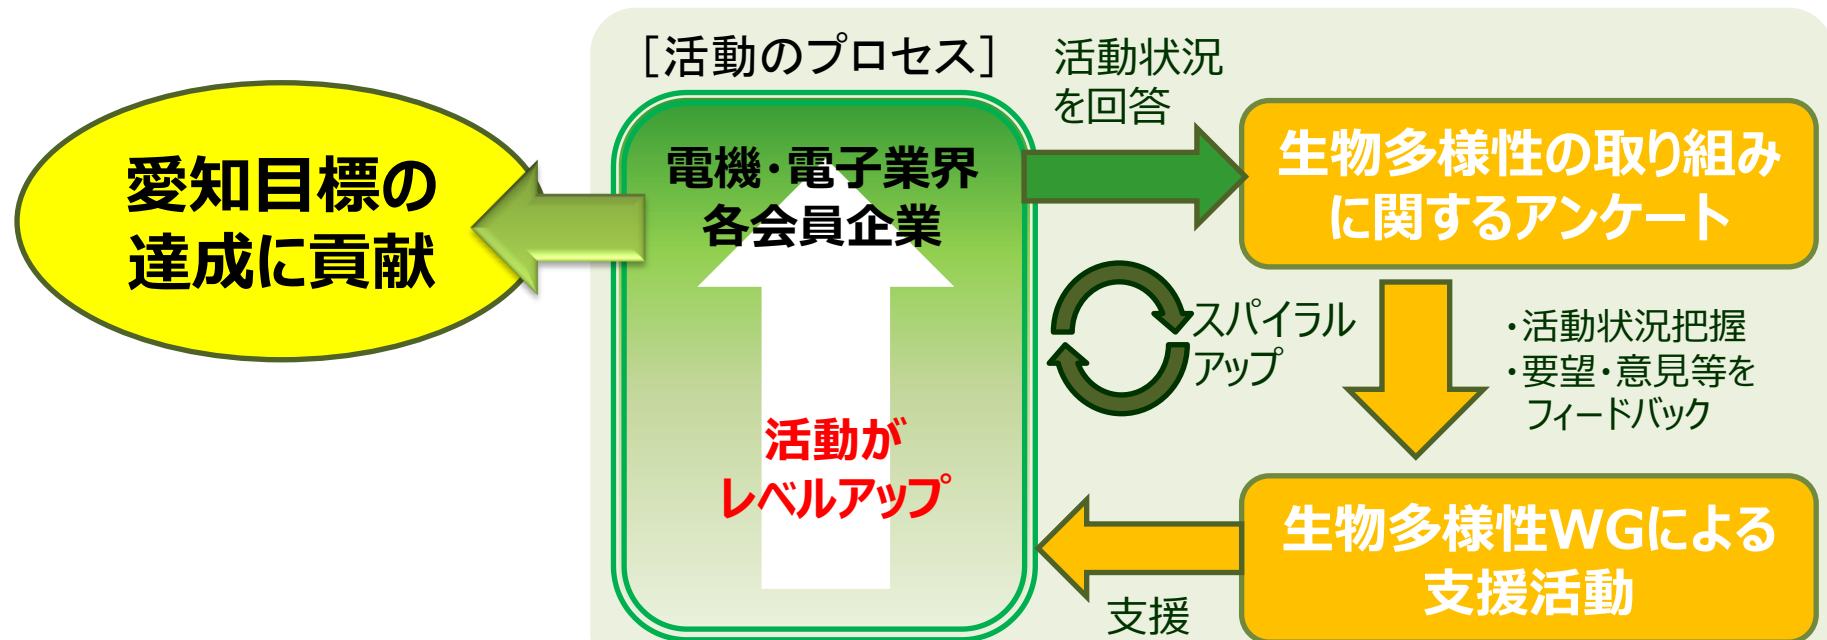 ［活動のプロセス］
活動状況
を回答
愛知目標の
達成に貢献
電機・電子業界
各会員企業
活動が
レベルアップ
生物多様性の取り組み
に関するアンケート
スパイラル
アップ
・活動状況把握
・要望・意見等を
フィードバック
生物多様性WGによる
支援活動
支援